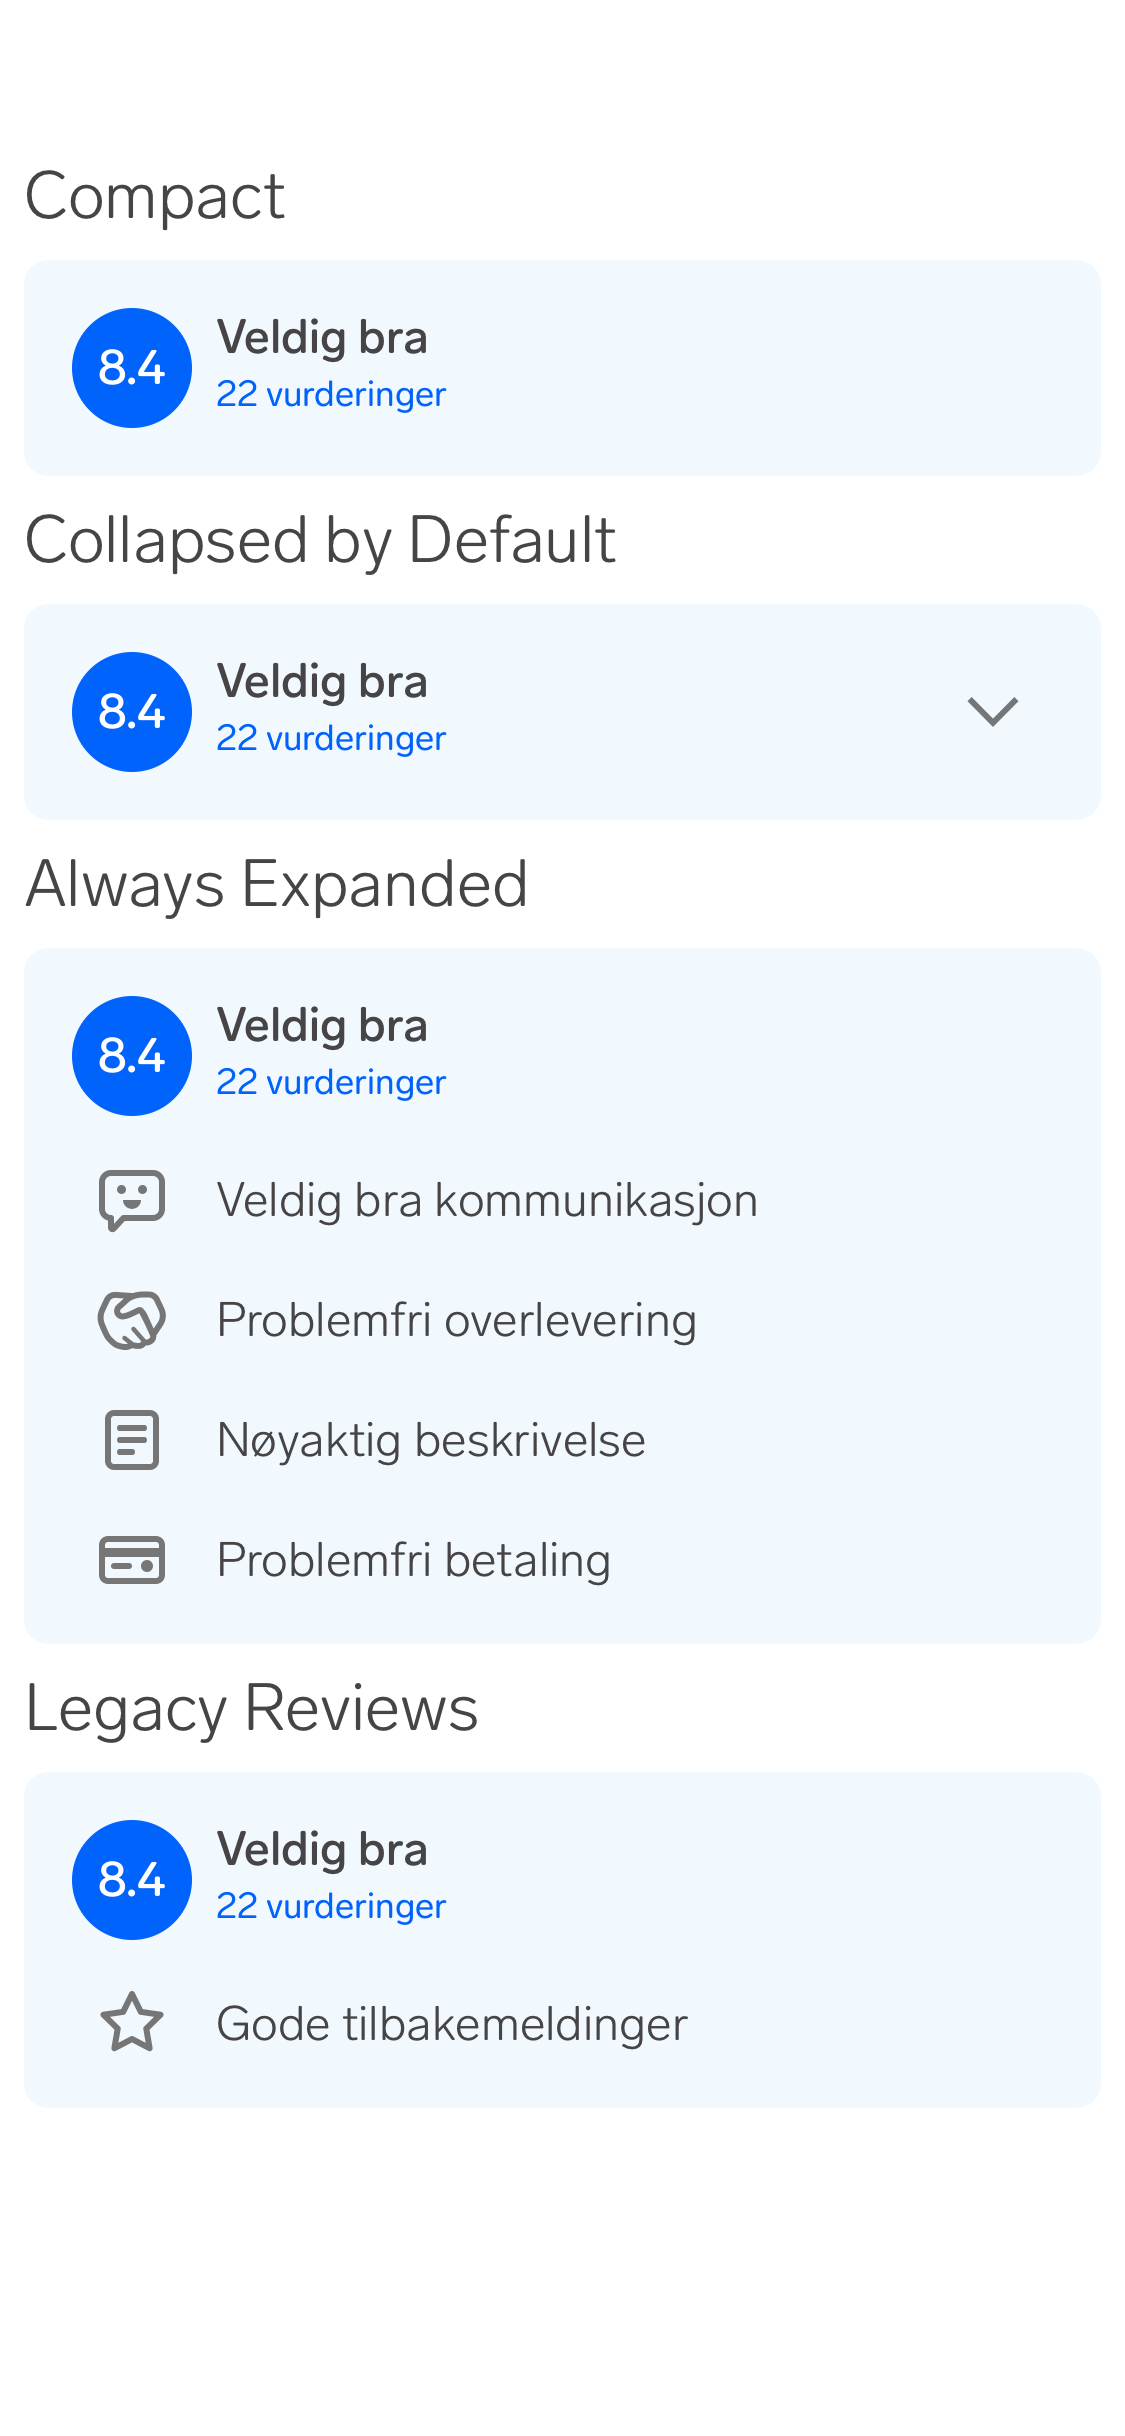 Compact
8.4
Veldig bra
22 vurderinger
Collapsed by Default
8.4
Veldig bra
22 vurderinger
Always Expanded
8.4
Veldig bra
22 vurderinger
Veldig bra kommunikasjon
Problemfri overlevering
Nøyaktig beskrivelse
Problemfri betaling
Legacy Reviews
8.4
Veldig bra
22 vurderinger
Gode tilbakemeldinger